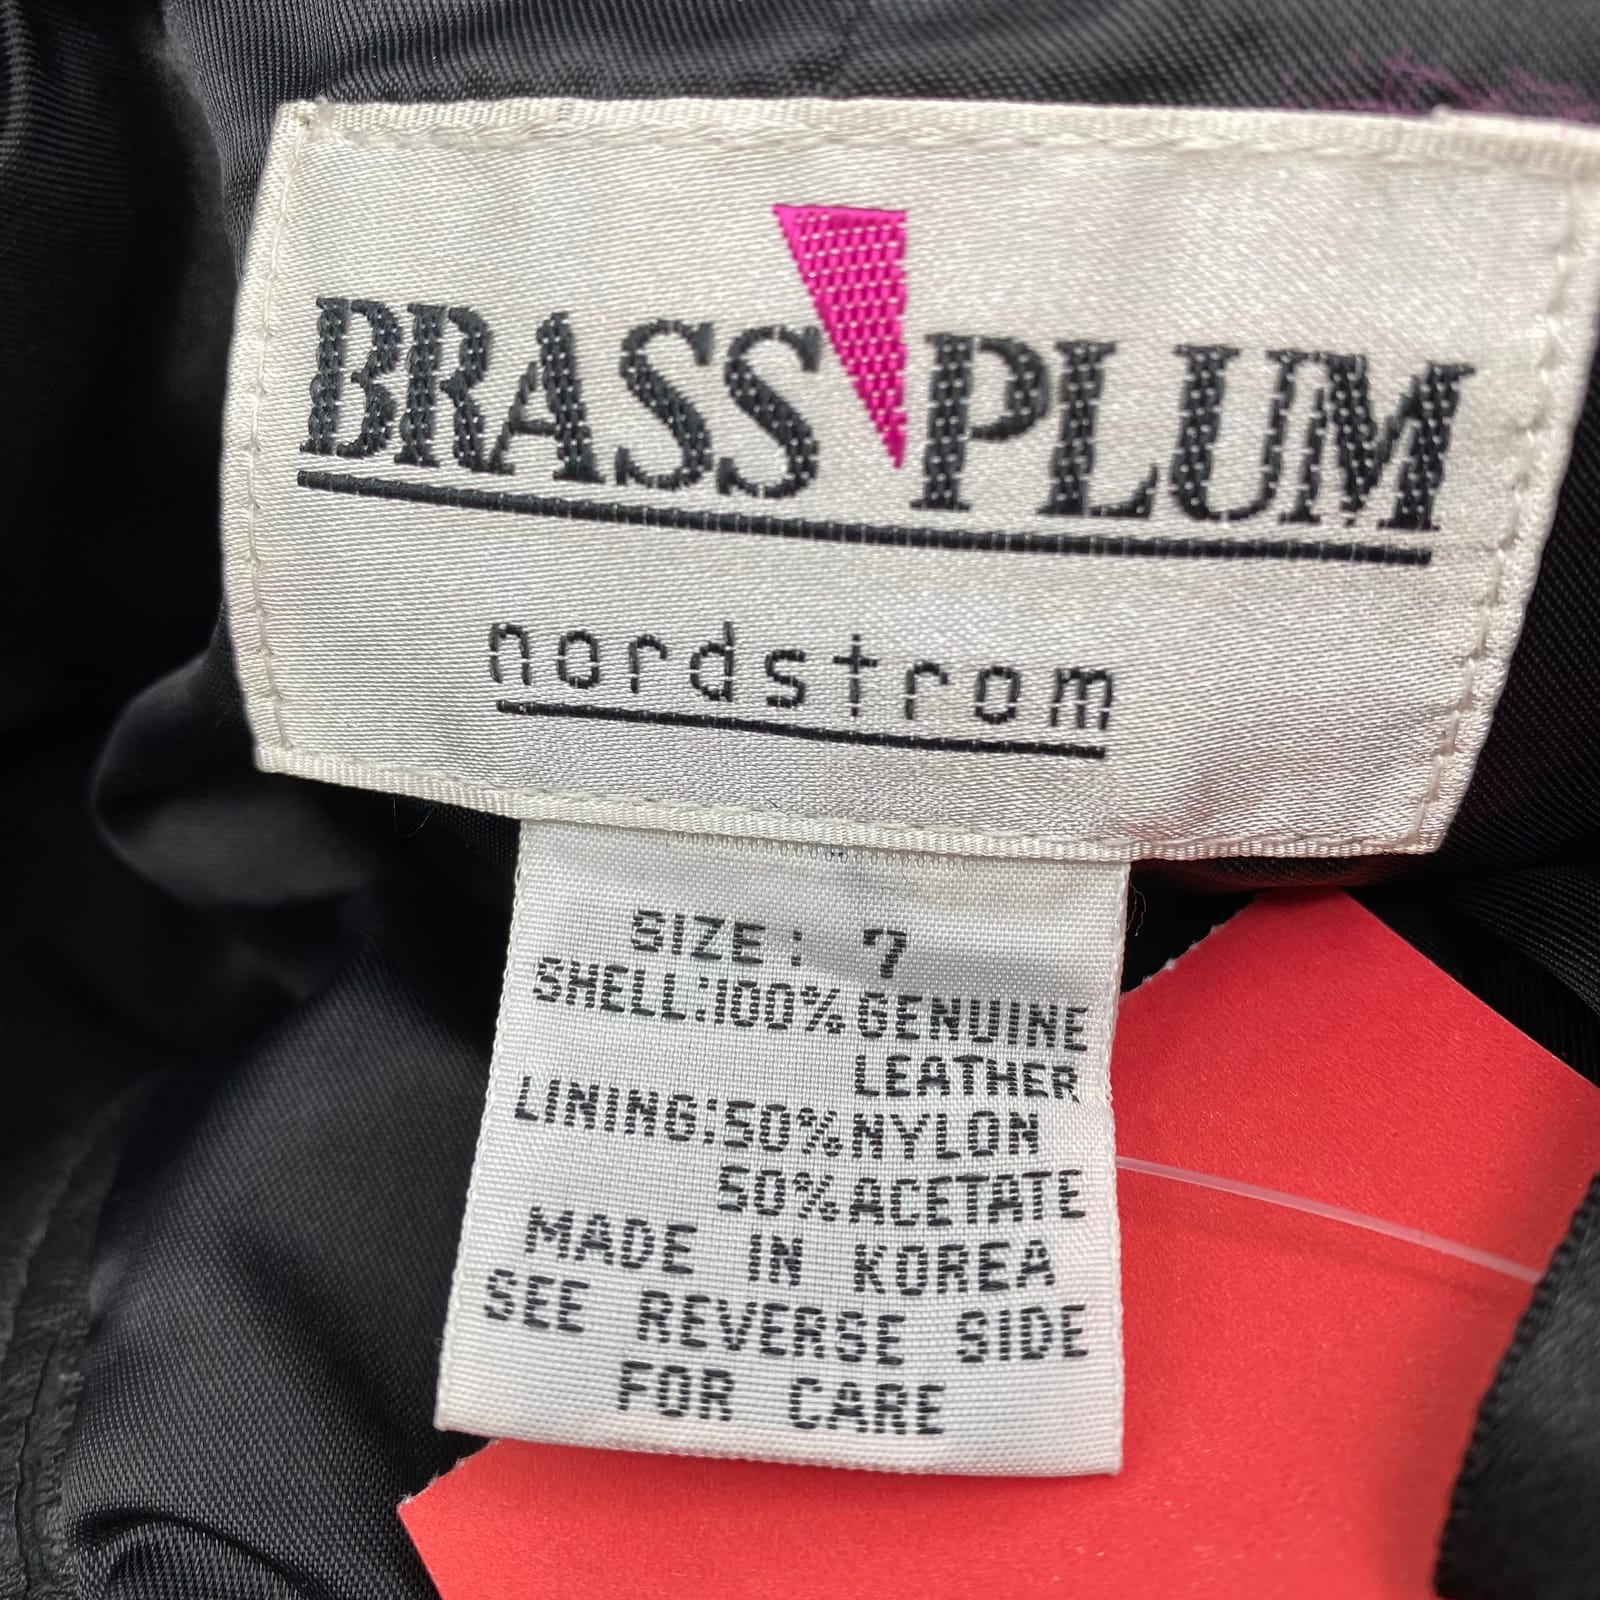 BRASS PLUM
nordstrom
SIZE: 7
SHELL:100% GENUINE
LEATHER
LINING:50% NYLON
50% ACETATE
MADE IN KOREA
SEE REVERSE SIDE
FOR CARE